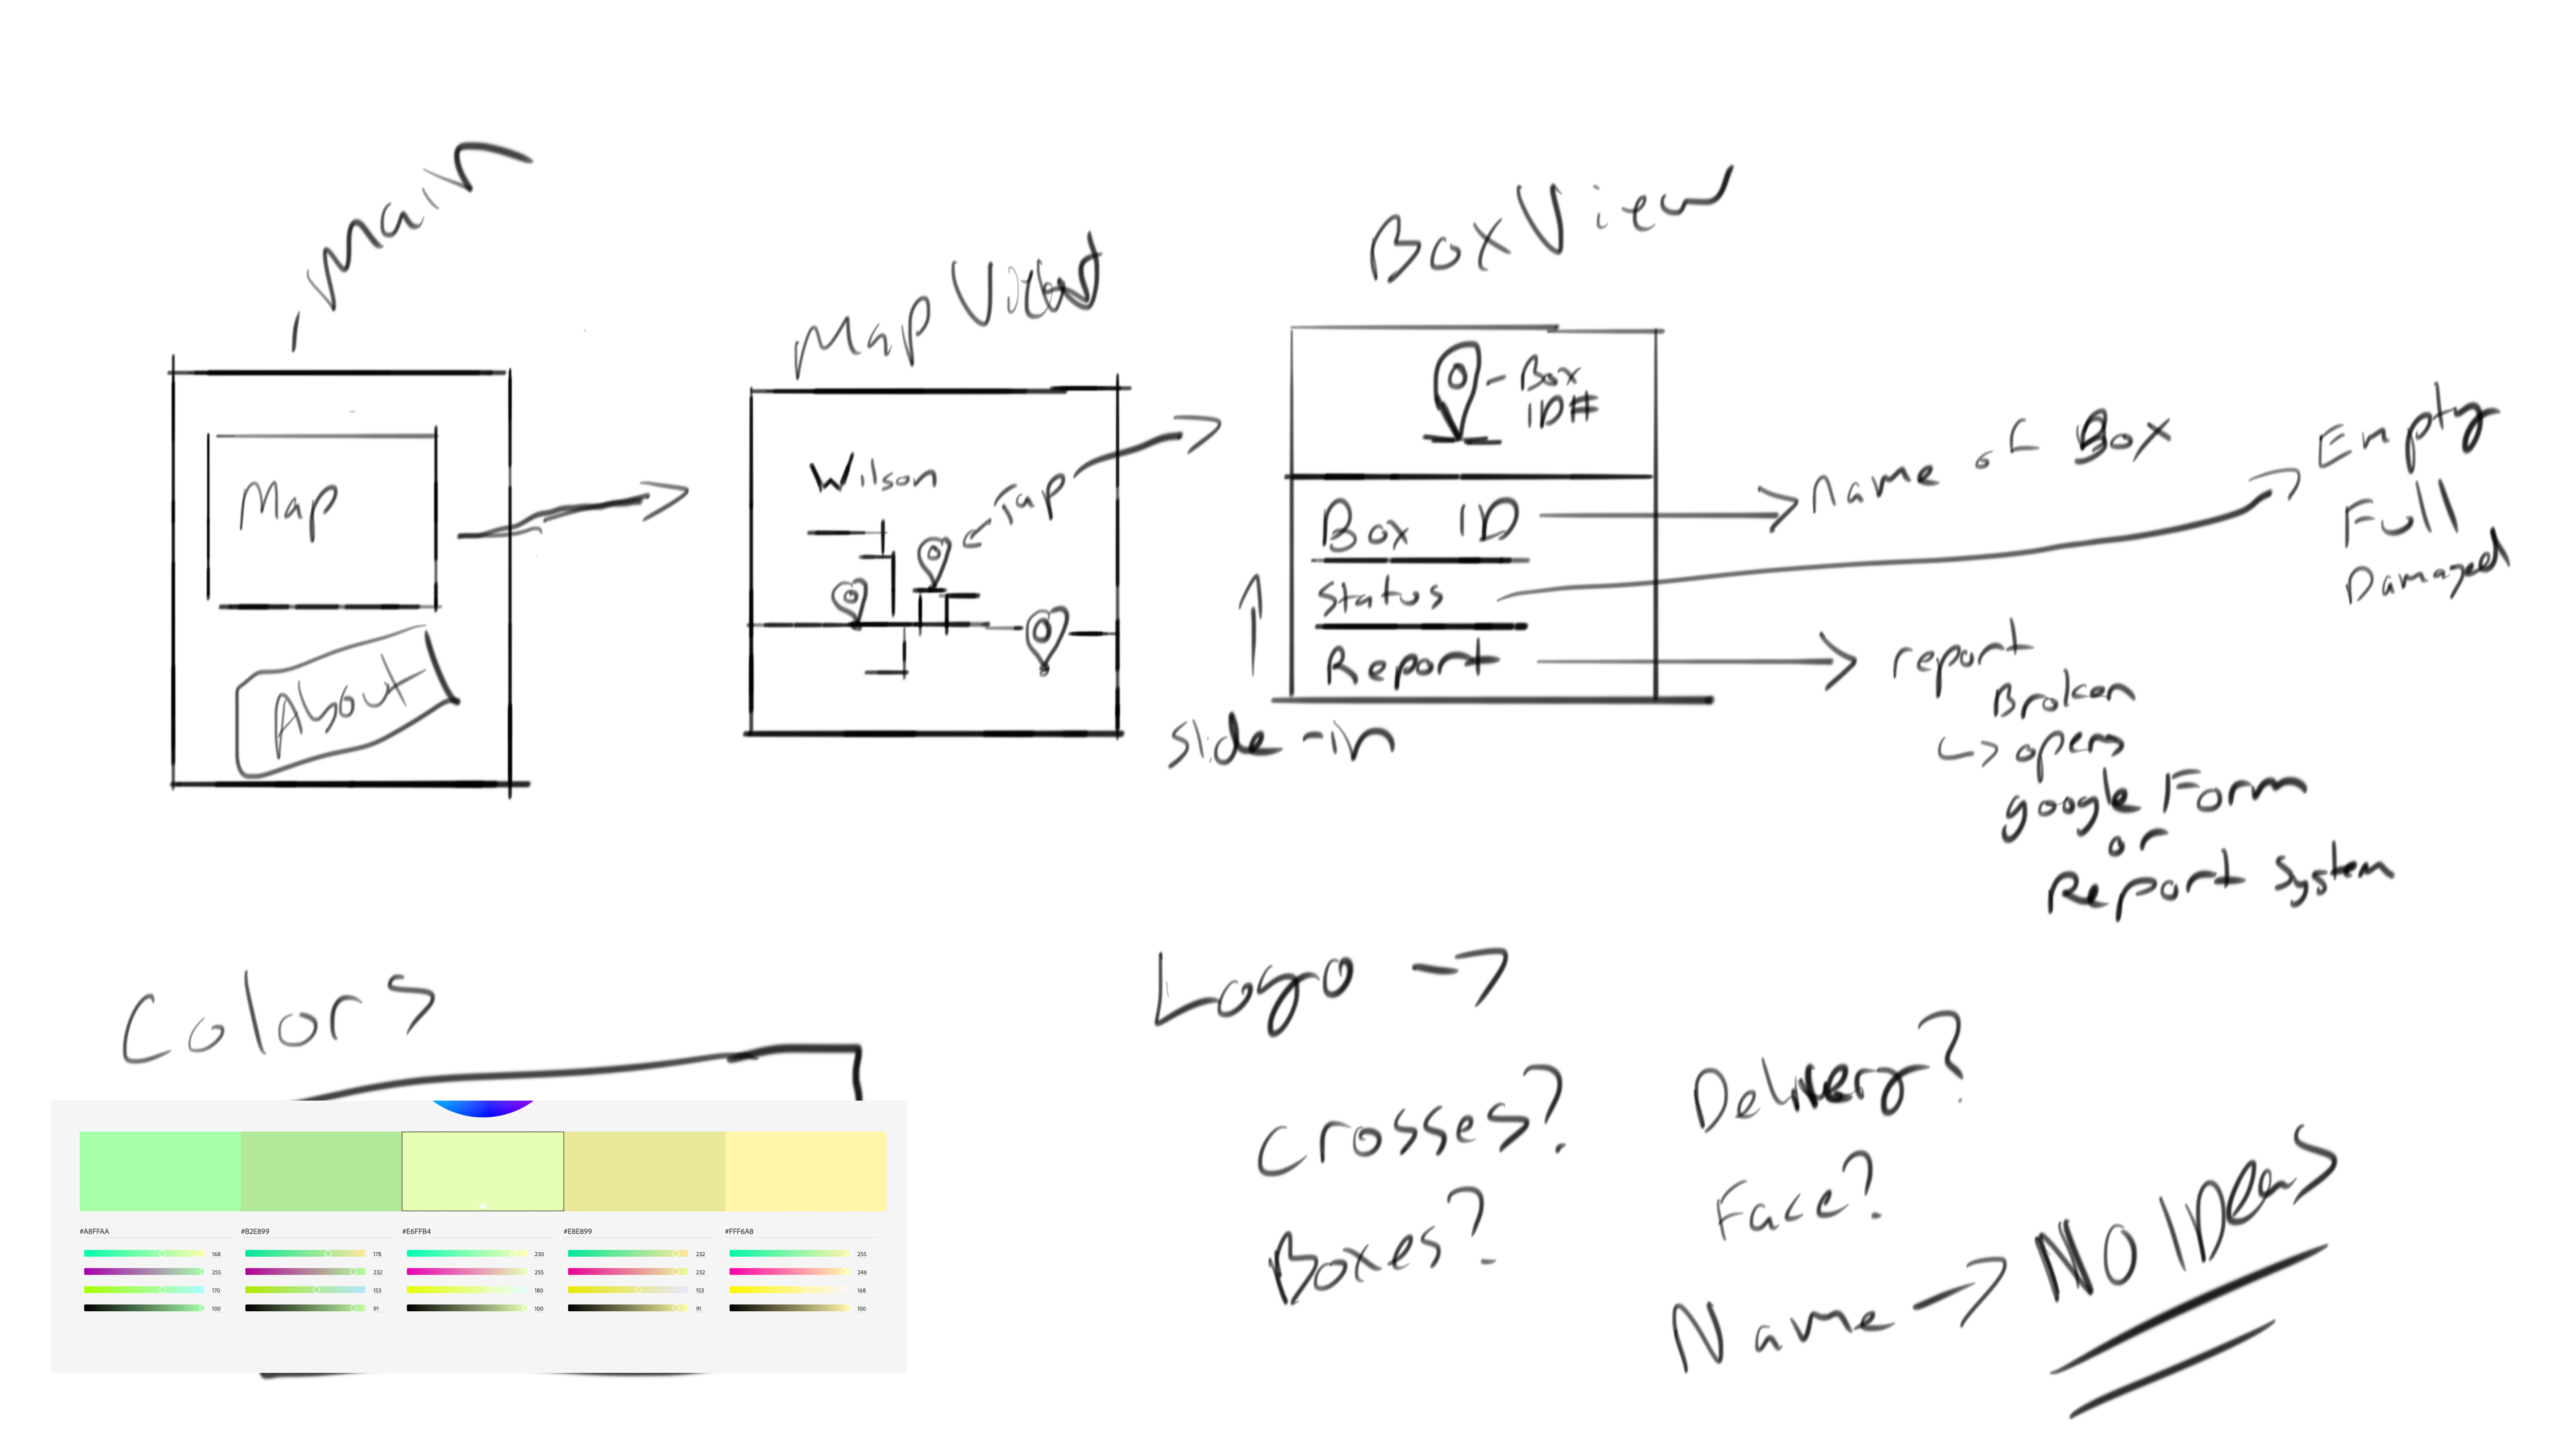 Main
Map
About
Map View
Wilson
Tap
Box View
Box
ID#
Box ID
Status
Report
Slide-in
Name of Box
Empty
Full
Damaged
report
Broken
opens
google Form
or
Report System
Colors
#A8FFAA
168
255
170
100
#B2E899
178
232
153
91
#E6FFB4
230
255
180
100
#E8E899
232
232
153
91
#FFF6A8
255
246
168
100
Logo
Crosses?
Boxes?
Delivery?
Face?
Name
NO IDeas